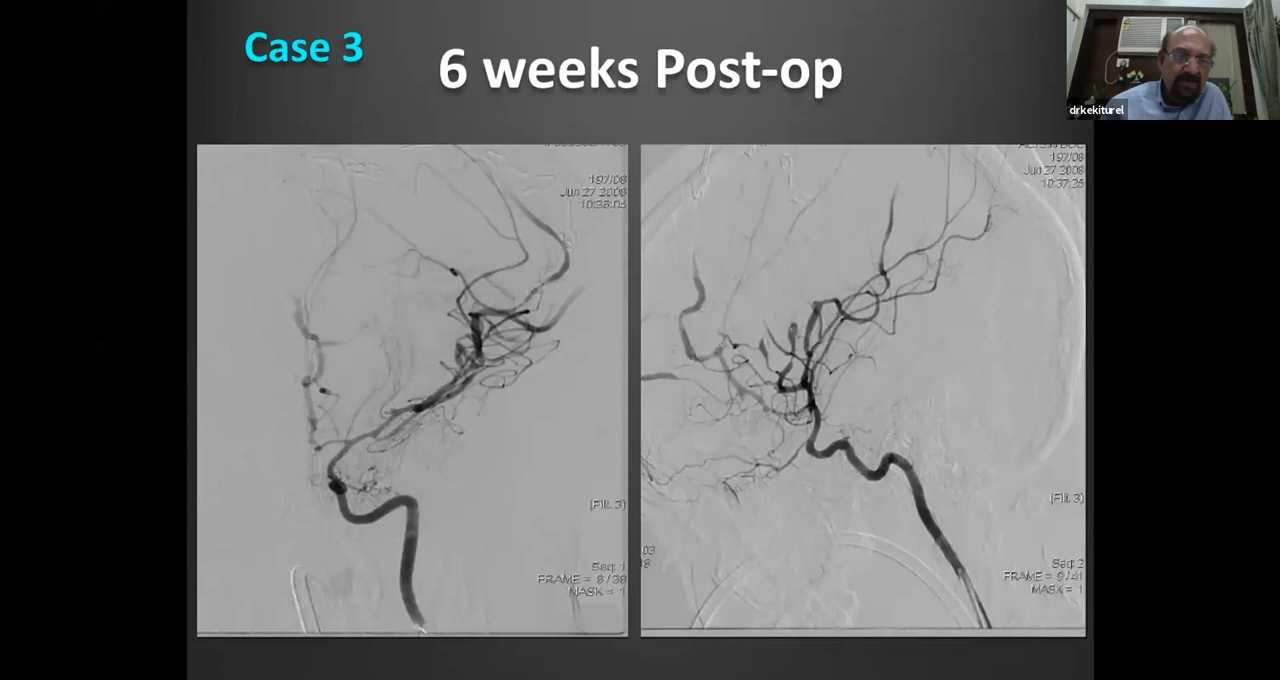 Case 3
6 weeks Post-op
drkekiturel
197/08
Jun 27 2008
10:38:04
(Filt. 3)
Seq: 1
FRAME = 8 / 39
MASK = 1
197/08
Jun 27 2008
10:37:25
(Filt. 3)
Seq: 2
FRAME = 9 / 41
MASK = 1